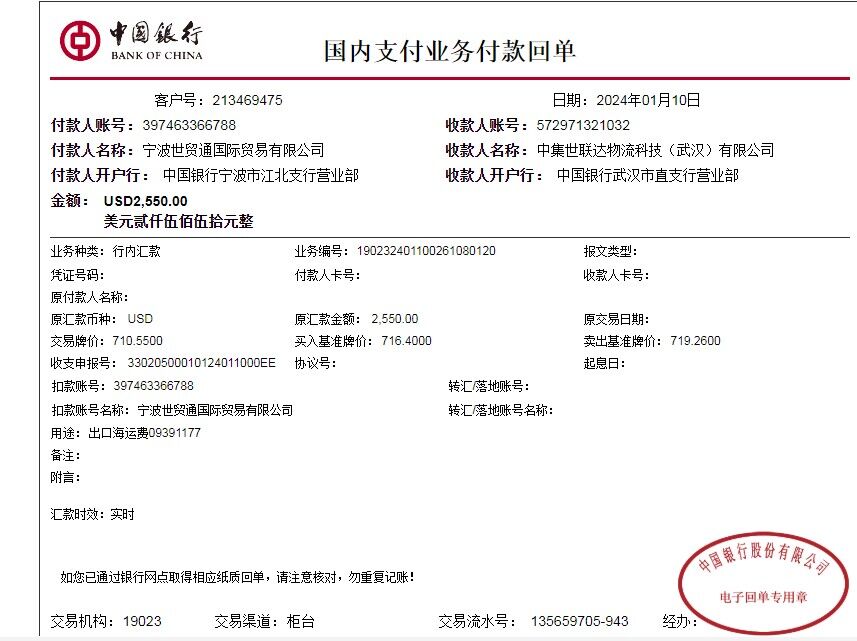 中国银行
BANK OF CHINA
国内支付业务付款回单
客户号：213469475 日期：2024年01月10日
付款人账号：397463366788 收款人账号：572971321032
付款人名称：宁波世贸通国际贸易有限公司 收款人名称：中集世联达物流科技（武汉）有限公司
付款人开户行：中国银行宁波市江北支行营业部 收款人开户行：中国银行武汉市直支行营业部
金额：USD2,550.00
美元贰仟伍佰伍拾元整
业务种类：行内汇款 业务编号：190232401100261080120 报文类型：
凭证号码： 付款人卡号： 收款人卡号：
原付款人名称：
原汇款币种：USD 原汇款金额：2,550.00 原交易日期：
交易牌价：710.5500 买入基准牌价：716.4000 卖出基准牌价：719.2600
收支申报号：33020500010124011000EE 协议号： 起息日：
扣款账号：397463366788 转汇/落地账号：
扣款账号名称：宁波世贸通国际贸易有限公司 转汇/落地账号名称：
用途：出口海运费09391177
备注：
附言：
汇款时效：实时
如您已通过银行网点取得相应纸质回单，请注意核对，勿重复记账！
交易机构：19023 交易渠道：柜台 交易流水号：135659705-943 经办：
中国银行股份有限公司
电子回单专用章